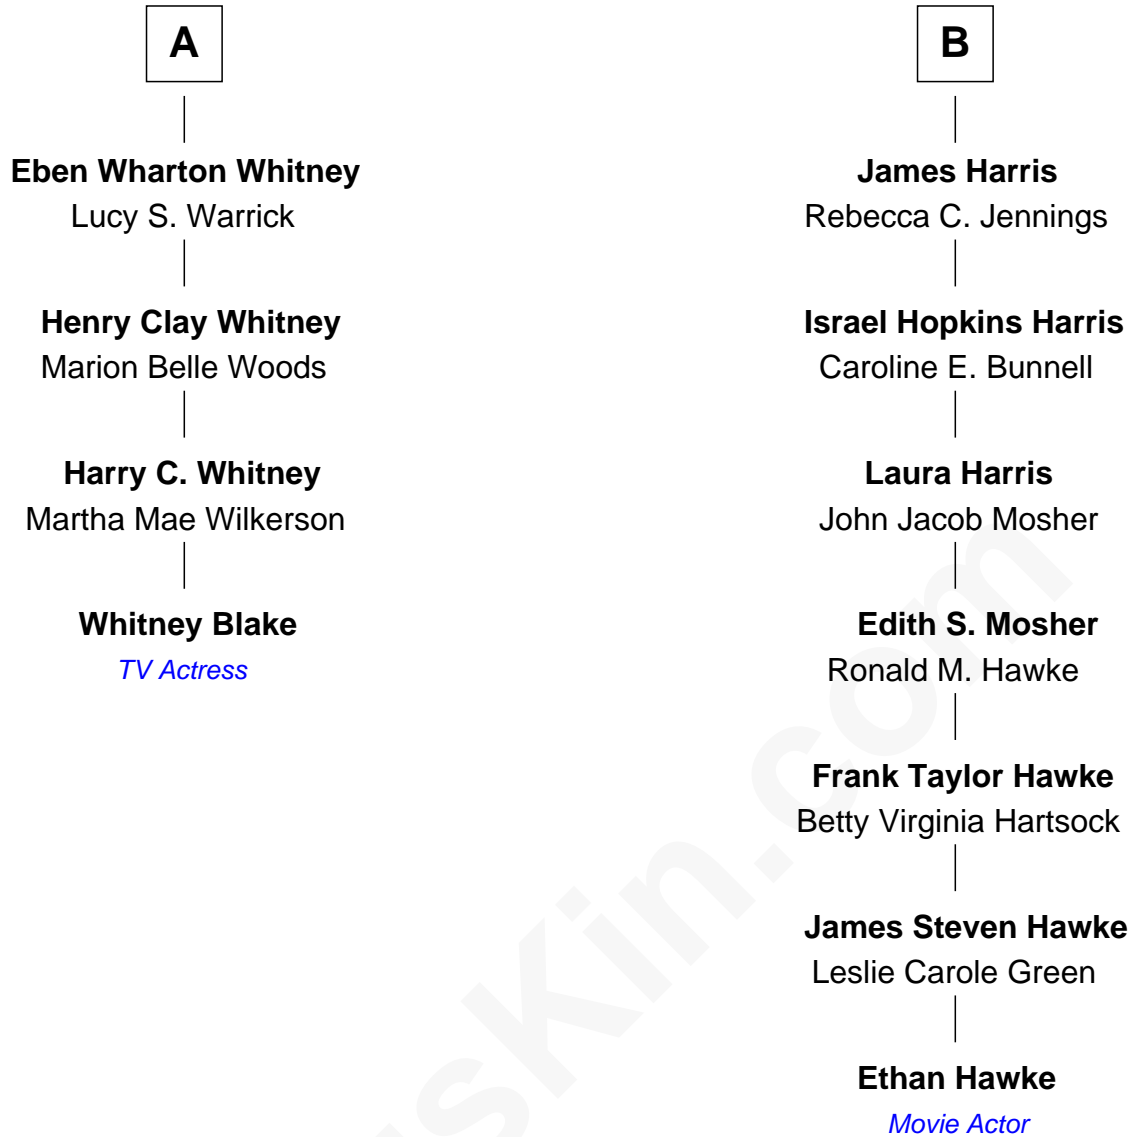 A
Eben Wharton Whitney
Lucy S. Warrick
Henry Clay Whitney
Marion Belle Woods
Harry C. Whitney
Martha Mae Wilkerson
Whitney Blake
TV Actress
B
James Harris
Rebecca C. Jennings
Israel Hopkins Harris
Caroline E. Bunnell
Laura Harris
John Jacob Mosher
Edith S. Mosher
Ronald M. Hawke
Frank Taylor Hawke
Betty Virginia Hartsock
James Steven Hawke
Leslie Carole Green
Ethan Hawke
Movie Actor